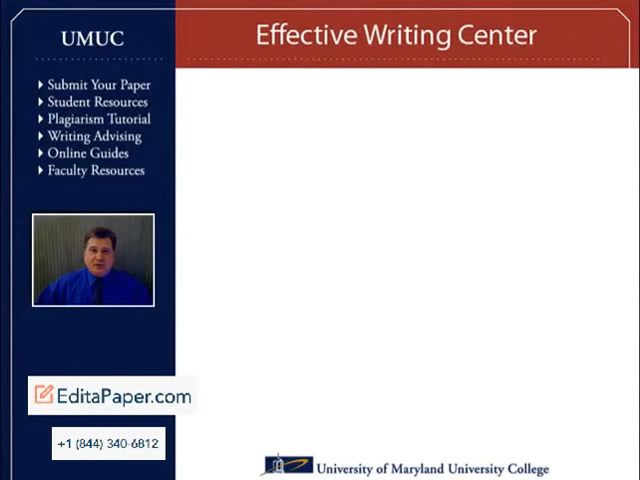 UMUC
Effective Writing Center
Submit Your Paper
Student Resources
Plagiarism Tutorial
Writing Advising
Online Guides
Faculty Resources
EditaPaper.com
+1 (844) 340-6812
University of Maryland University College